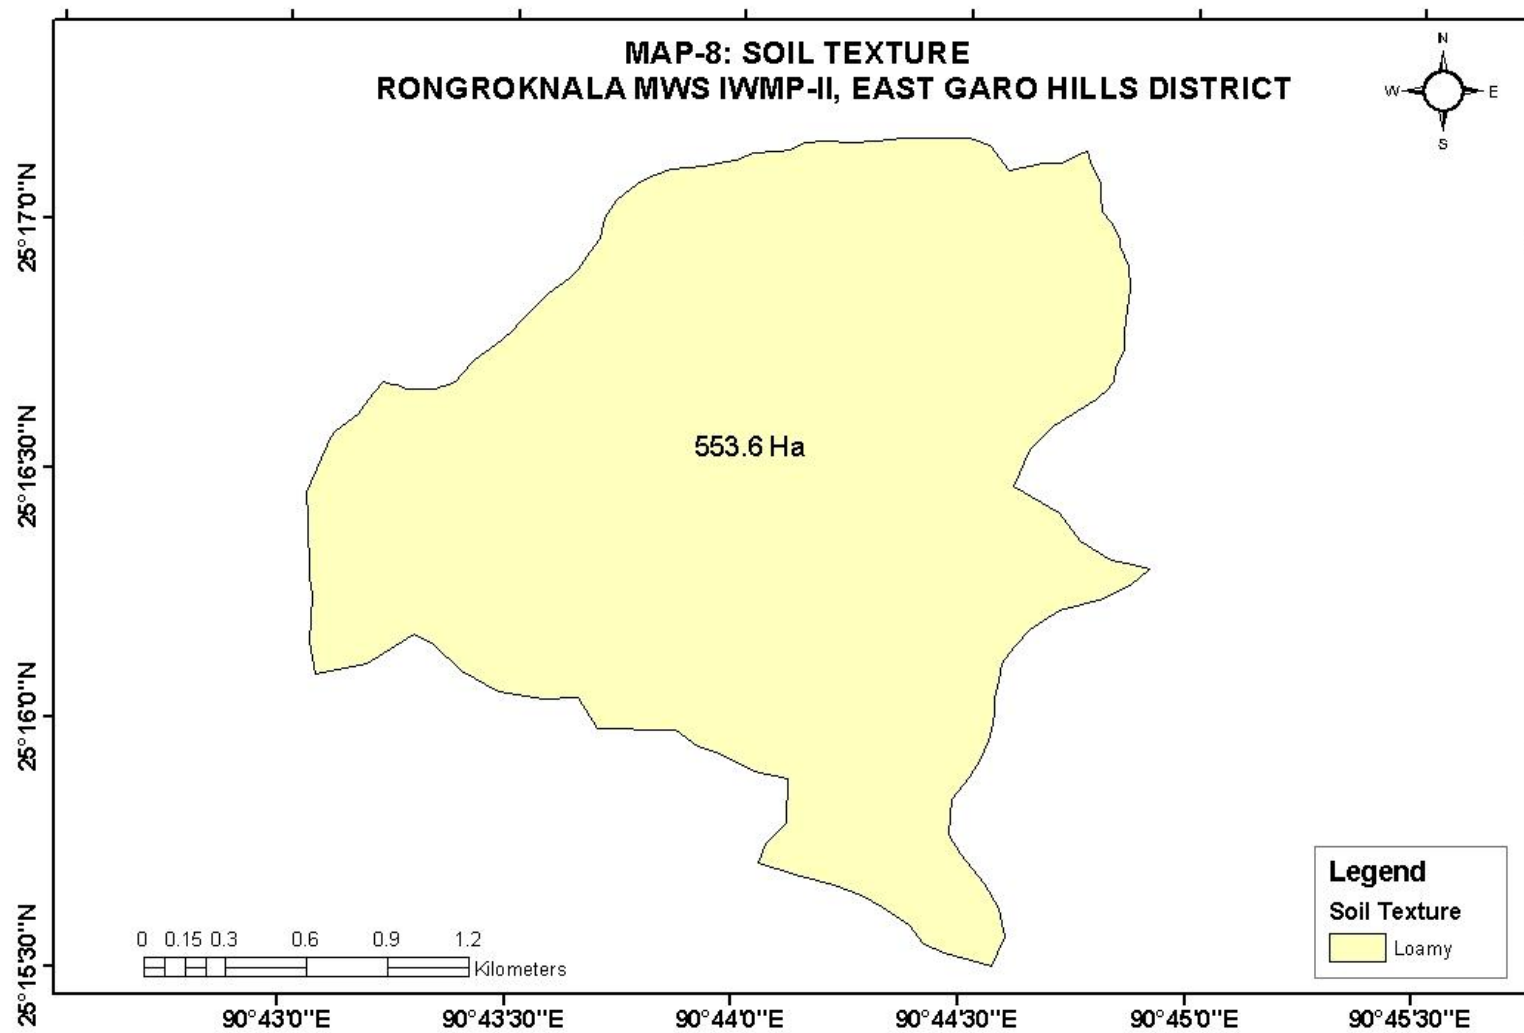 MAP-8: SOIL TEXTURE
RONGROKNALA MWS IWMP-II, EAST GARO HILLS DISTRICT
N
W E
S
25°17'0"N
25°16'30"N
25°16'0"N
25°15'30"N
553.6 Ha
Legend
Soil Texture
Loamy
0 0.15 0.3 0.6 0.9 1.2
Kilometers
90°43'0"E 90°43'30"E 90°44'0"E 90°44'30"E 90°45'0"E 90°45'30"E